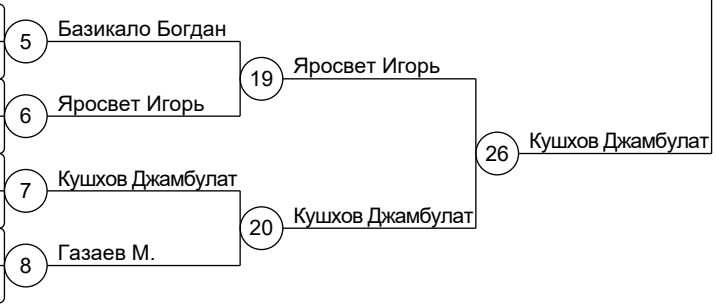 5
Базикало Богдан
19
Яросвет Игорь
6
Яросвет Игорь
26
Кушхов Джамбулат
7
Кушхов Джамбулат
20
Кушхов Джамбулат
8
Газаев М.